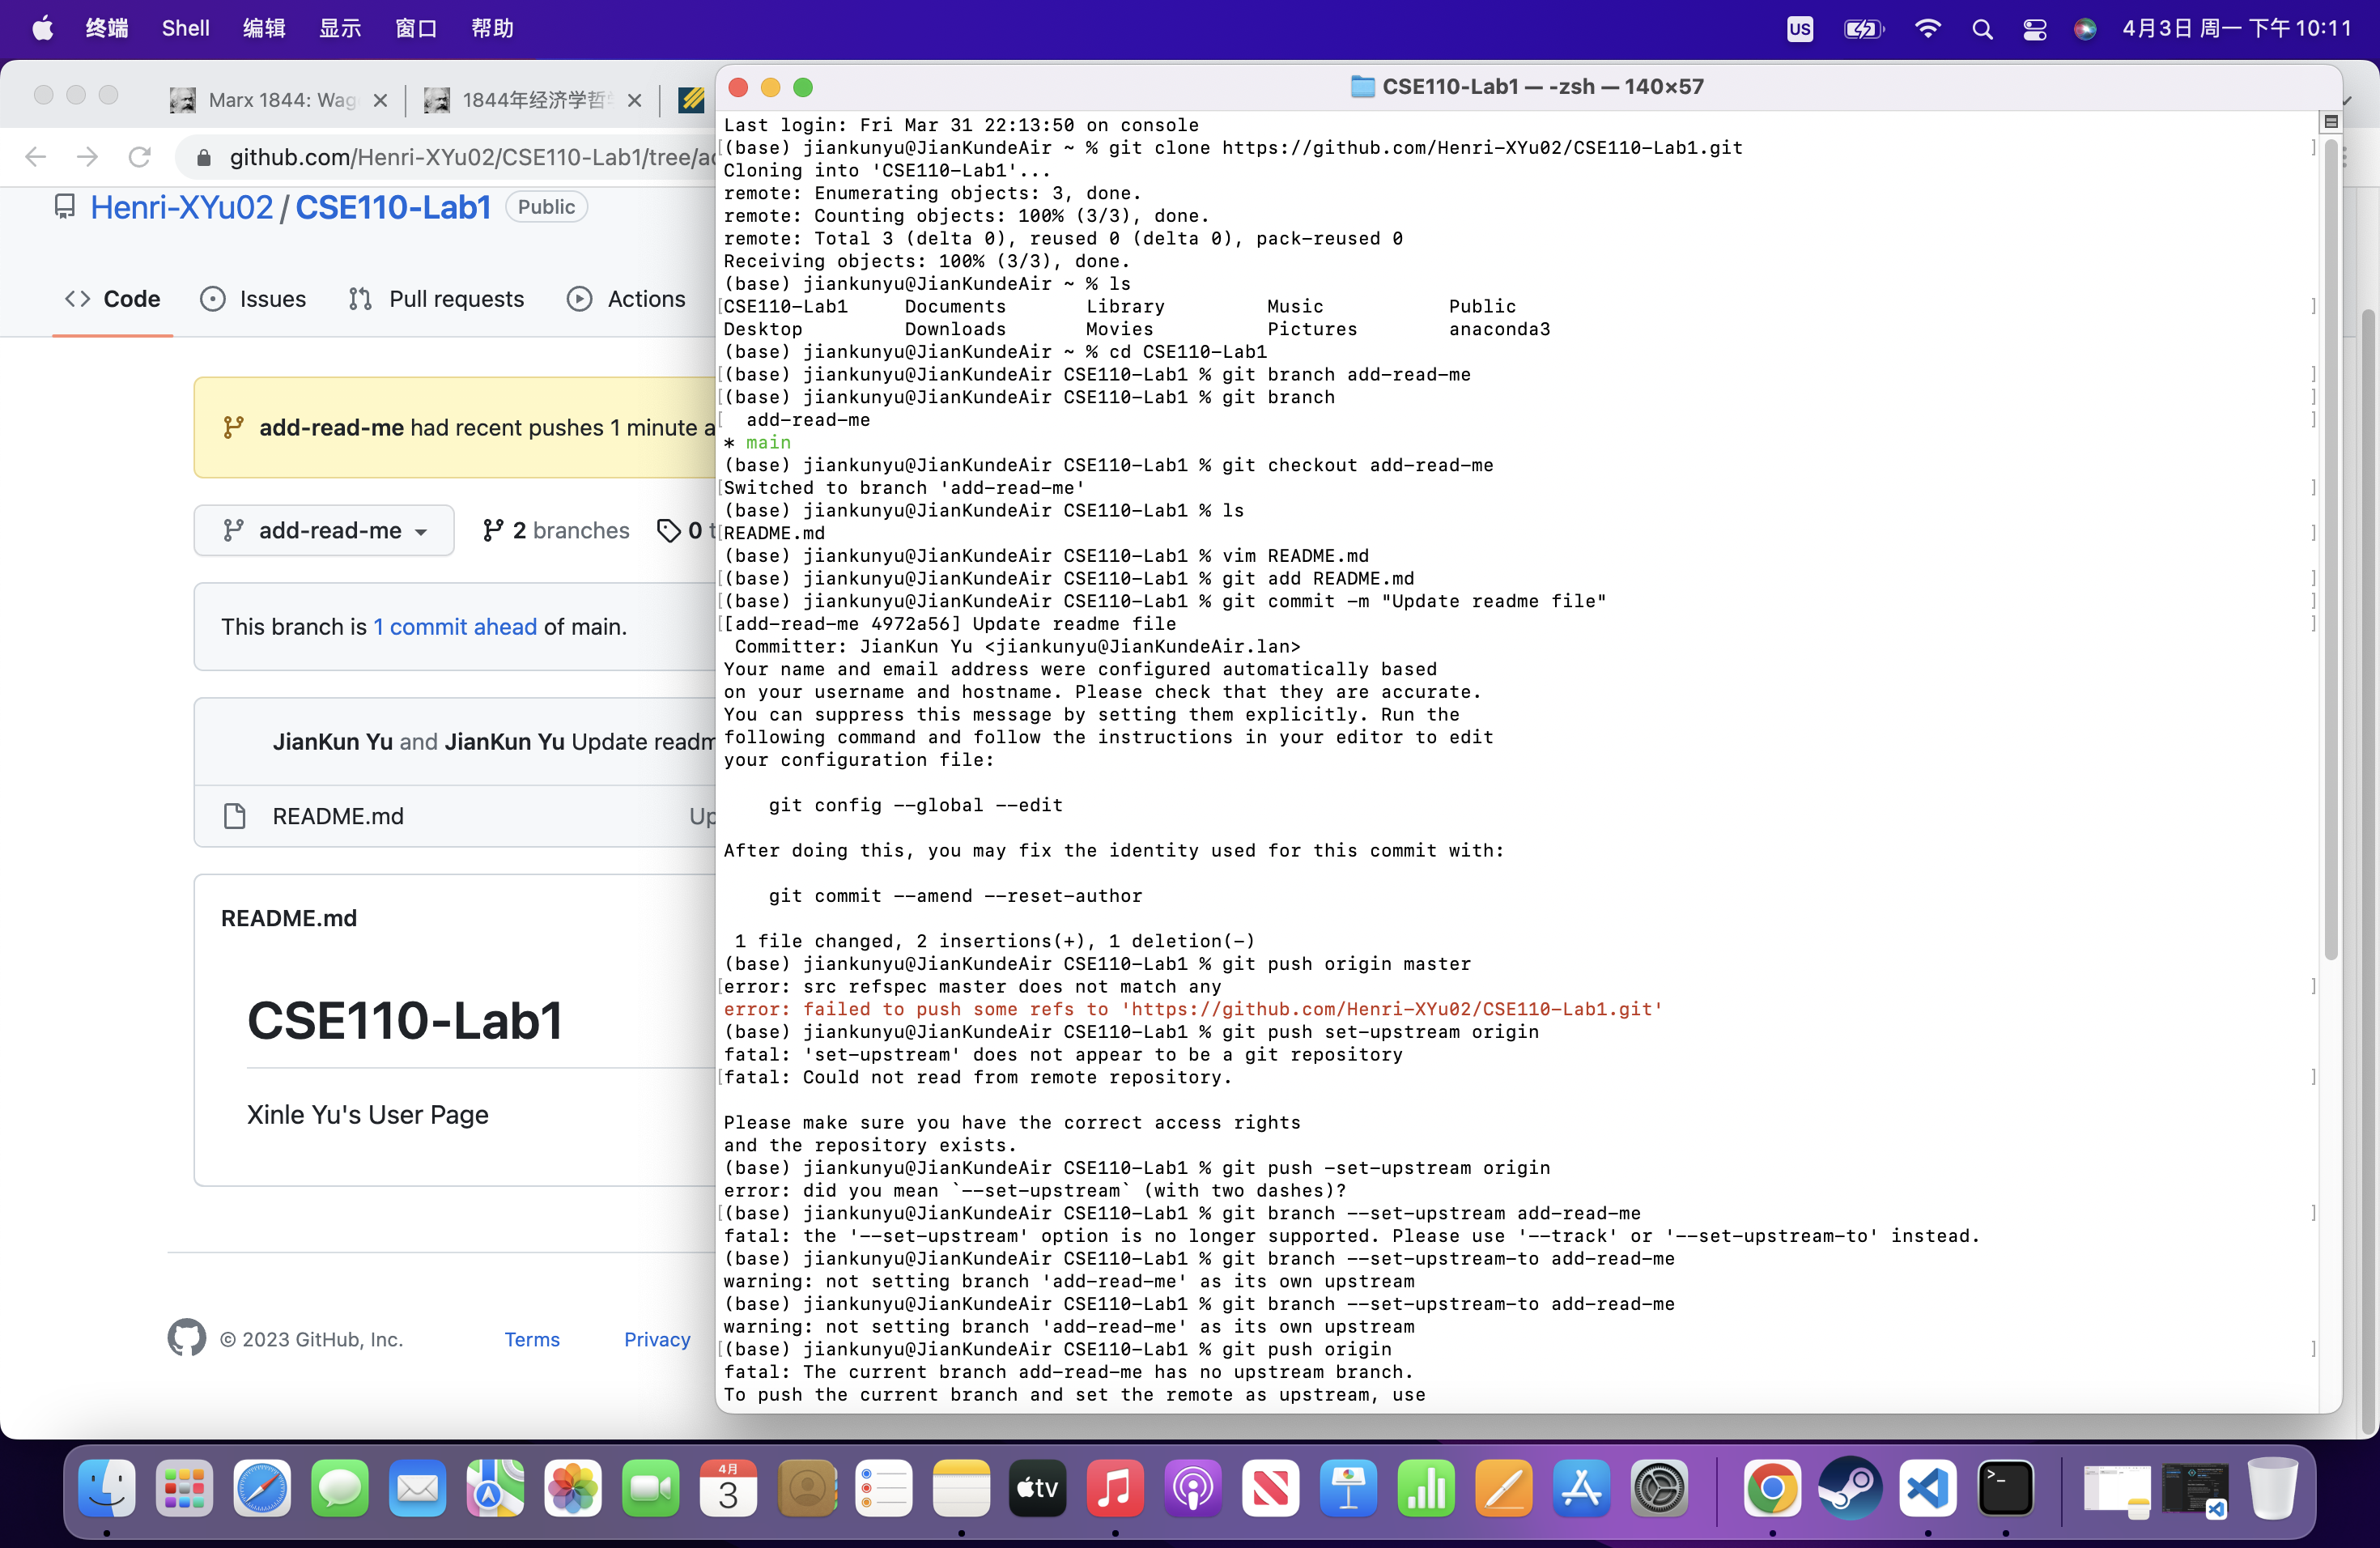 终端 Shell 编辑 显示 窗口 帮助 US 4月3日 周一 下午 10:11
Marx 1844: Wag 1844年经济学哲
github.com/Henri-XYu02/CSE110-Lab1/tree/ad
Henri-XYu02 / CSE110-Lab1 Public
Code Issues Pull requests Actions
add-read-me had recent pushes 1 minute a
add-read-me 2 branches 0 t
This branch is 1 commit ahead of main.
JianKun Yu and JianKun Yu Update readm
README.md Up
README.md
CSE110-Lab1
Xinle Yu's User Page
© 2023 GitHub, Inc. Terms Privacy
CSE110-Lab1 — -zsh — 140×57
Last login: Fri Mar 31 22:13:50 on console
(base) jiankunyu@JianKundeAir ~ % git clone https://github.com/Henri-XYu02/CSE110-Lab1.git
Cloning into 'CSE110-Lab1'...
remote: Enumerating objects: 3, done.
remote: Counting objects: 100% (3/3), done.
remote: Total 3 (delta 0), reused 0 (delta 0), pack-reused 0
Receiving objects: 100% (3/3), done.
(base) jiankunyu@JianKundeAir ~ % ls
CSE110-Lab1 Documents Library Music Public
Desktop Downloads Movies Pictures anaconda3
(base) jiankunyu@JianKundeAir ~ % cd CSE110-Lab1
(base) jiankunyu@JianKundeAir CSE110-Lab1 % git branch add-read-me
(base) jiankunyu@JianKundeAir CSE110-Lab1 % git branch
add-read-me
* main
(base) jiankunyu@JianKundeAir CSE110-Lab1 % git checkout add-read-me
Switched to branch 'add-read-me'
(base) jiankunyu@JianKundeAir CSE110-Lab1 % ls
README.md
(base) jiankunyu@JianKundeAir CSE110-Lab1 % vim README.md
(base) jiankunyu@JianKundeAir CSE110-Lab1 % git add README.md
(base) jiankunyu@JianKundeAir CSE110-Lab1 % git commit -m "Update readme file"
[add-read-me 4972a56] Update readme file
Committer: JianKun Yu <jiankunyu@JianKundeAir.lan>
Your name and email address were configured automatically based
on your username and hostname. Please check that they are accurate.
You can suppress this message by setting them explicitly. Run the
following command and follow the instructions in your editor to edit
your configuration file:
git config --global --edit
After doing this, you may fix the identity used for this commit with:
git commit --amend --reset-author
1 file changed, 2 insertions(+), 1 deletion(-)
(base) jiankunyu@JianKundeAir CSE110-Lab1 % git push origin master
error: src refspec master does not match any
error: failed to push some refs to 'https://github.com/Henri-XYu02/CSE110-Lab1.git'
(base) jiankunyu@JianKundeAir CSE110-Lab1 % git push set-upstream origin
fatal: 'set-upstream' does not appear to be a git repository
fatal: Could not read from remote repository.
Please make sure you have the correct access rights
and the repository exists.
(base) jiankunyu@JianKundeAir CSE110-Lab1 % git push -set-upstream origin
error: did you mean `--set-upstream` (with two dashes)?
(base) jiankunyu@JianKundeAir CSE110-Lab1 % git branch --set-upstream add-read-me
fatal: the '--set-upstream' option is no longer supported. Please use '--track' or '--set-upstream-to' instead.
(base) jiankunyu@JianKundeAir CSE110-Lab1 % git branch --set-upstream-to add-read-me
warning: not setting branch 'add-read-me' as its own upstream
(base) jiankunyu@JianKundeAir CSE110-Lab1 % git branch --set-upstream-to add-read-me
warning: not setting branch 'add-read-me' as its own upstream
(base) jiankunyu@JianKundeAir CSE110-Lab1 % git push origin
fatal: The current branch add-read-me has no upstream branch.
To push the current branch and set the remote as upstream, use
4月
3
tv